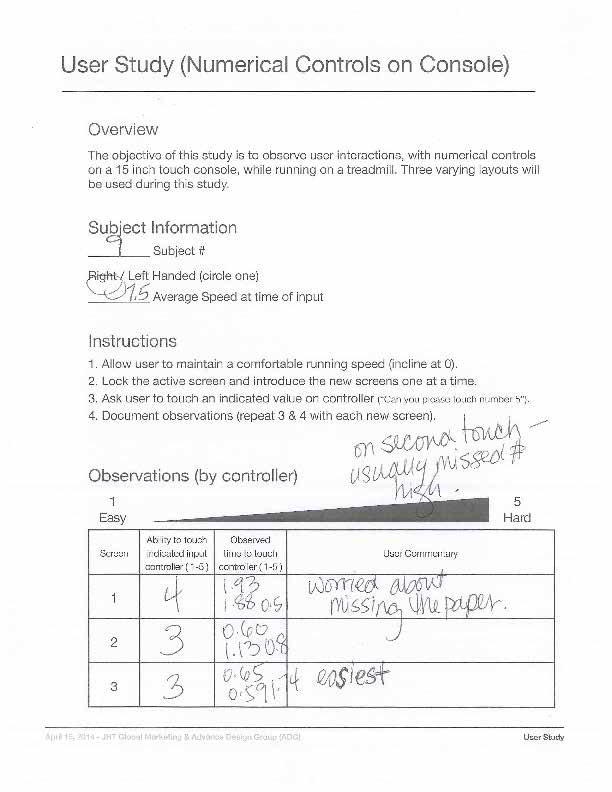 User Study (Numerical Controls on Console)
Overview
The objective of this study is to observe user interactions, with numerical controls
on a 15 inch touch console, while running on a treadmill. Three varying layouts will
be used during this study.
Subject Information
9 Subject #
Right / Left Handed (circle one)
7.5 Average Speed at time of input
Instructions
1. Allow user to maintain a comfortable running speed (incline at 0).
2. Lock the active screen and introduce the new screens one at a time.
3. Ask user to touch an indicated value on controller ("Can you please touch number 5").
4. Document observations (repeat 3 & 4 with each new screen).
on second touch -
usually missed #
high.
Observations (by controller)
1
Easy
5
Hard
Screen
Ability to touch
indicated input
controller (1-5)
Observed
time to touch
controller (1-5)
User Commentary
1
4
1.93
1.88 0.51
worried about
missing the paper.
2
3
0.60
1.13 0.8
3
3
0.65
0.59 1.74
easiest
April 15, 2014 - JHT Global Marketing & Advance Design Group (ADG)
User Study